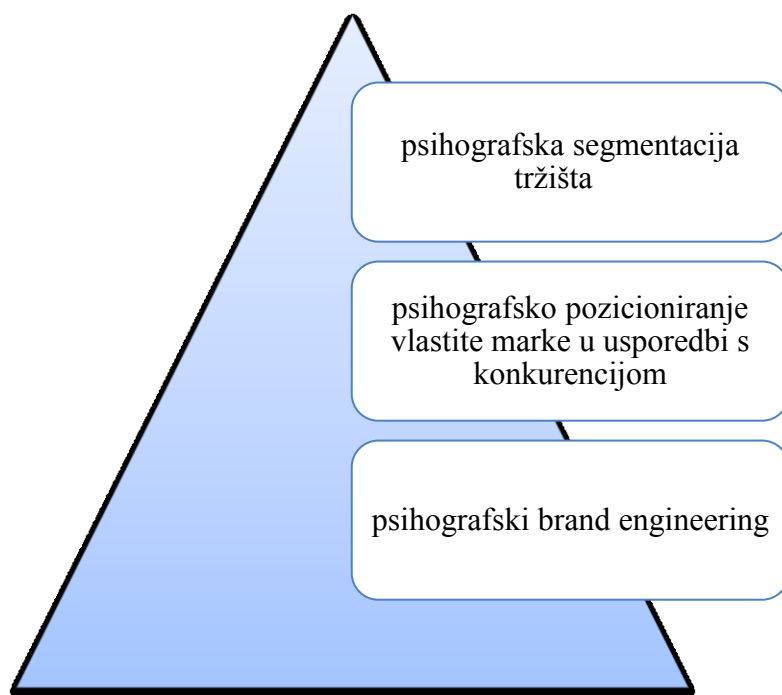 psihografska segmentacija
tržišta
psihografsko pozicioniranje
vlastite marke u usporedbi s
konkurencijom
psihografski brand engineering